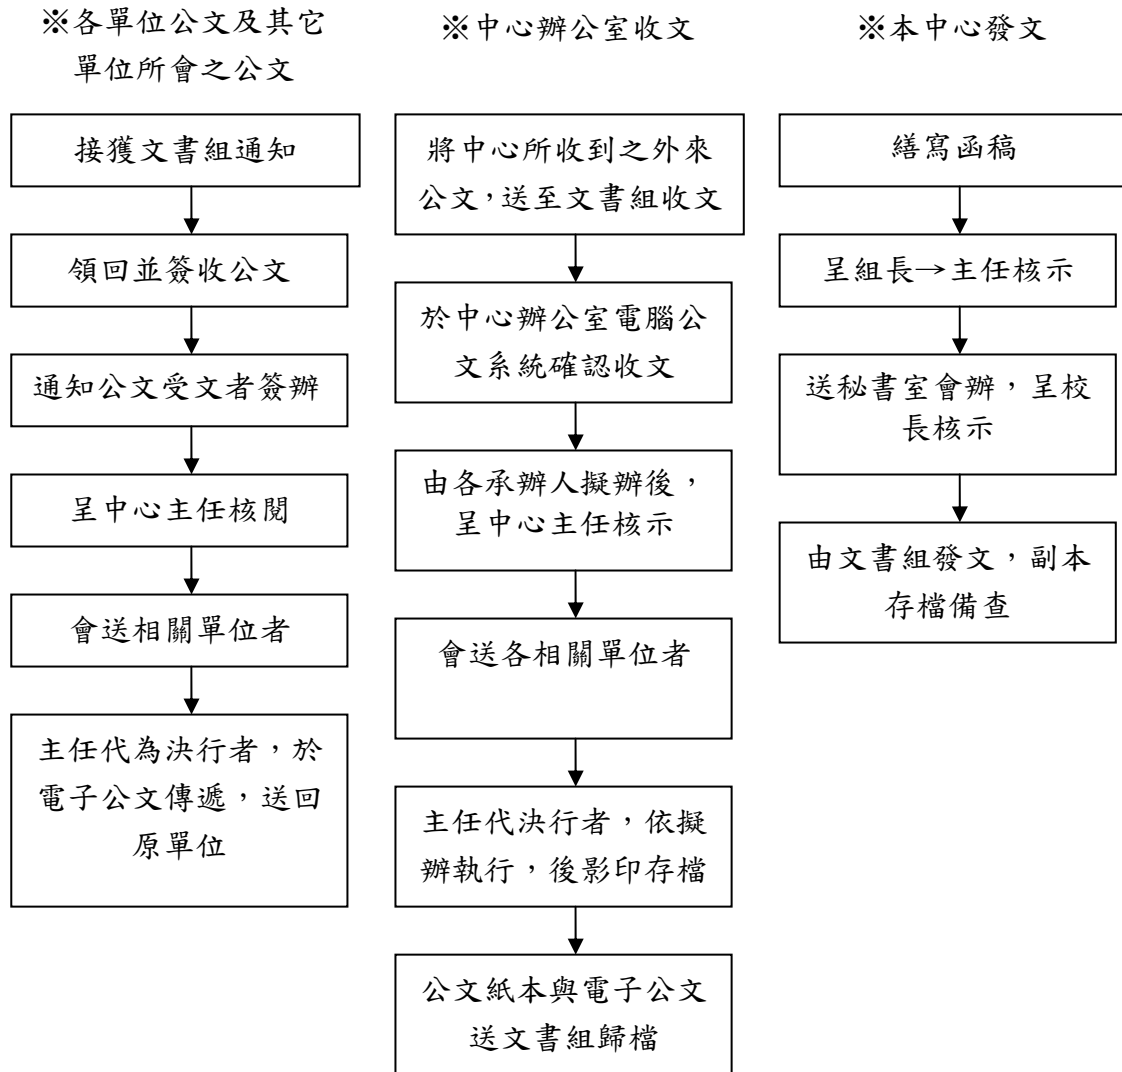 ※各單位公文及其它
單位所會之公文
接獲文書組通知
領回並簽收公文
通知公文受文者簽辦
呈中心主任核閱
會送相關單位者
主任代為決行者，於
電子公文傳遞，送回
原單位
※中心辦公室收文
將中心所收到之外來
公文，送至文書組收文
於中心辦公室電腦公
文系統確認收文
由各承辦人擬辦後，
呈中心主任核示
會送各相關單位者
主任代決行者，依擬
辦執行，後影印存檔
公文紙本與電子公文
送文書組歸檔
※本中心發文
繕寫函稿
呈組長→主任核示
送秘書室會辦，呈校
長核示
由文書組發文，副本
存檔備查